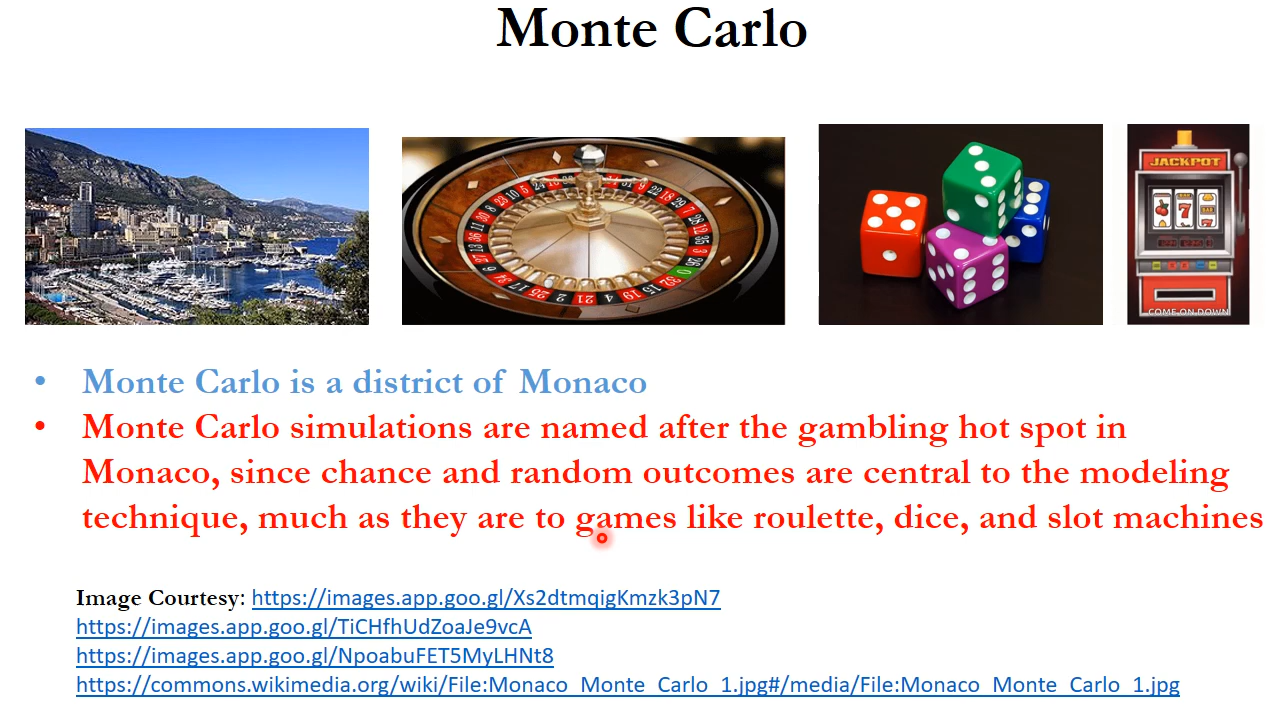 Monte Carlo
JACKPOT
COME ON DOWN
• Monte Carlo is a district of Monaco
• Monte Carlo simulations are named after the gambling hot spot in
Monaco, since chance and random outcomes are central to the modeling
technique, much as they are to games like roulette, dice, and slot machines
Image Courtesy: https://images.app.goo.gl/Xs2dtmqigKmzk3pN7
https://images.app.goo.gl/TiCHfhUdZoaJe9vcA
https://images.app.goo.gl/NpoabuFET5MyLHNt8
https://commons.wikimedia.org/wiki/File:Monaco_Monte_Carlo_1.jpg#/media/File:Monaco_Monte_Carlo_1.jpg